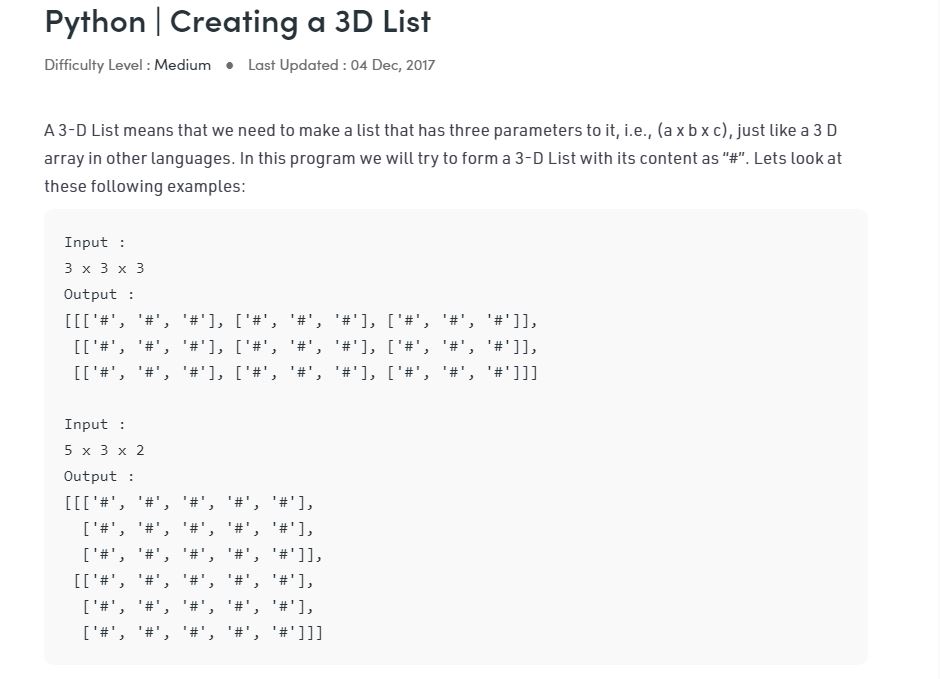 Python | Creating a 3D List
Difficulty Level : Medium ● Last Updated : 04 Dec, 2017
A 3-D List means that we need to make a list that has three parameters to it, i.e., (a x b x c), just like a 3 D
array in other languages. In this program we will try to form a 3-D List with its content as “#”. Lets look at
these following examples:
Input :
3 x 3 x 3
Output :
[[['#', '#', '#'], ['#', '#', '#'], ['#', '#', '#']],
 [['#', '#', '#'], ['#', '#', '#'], ['#', '#', '#']],
 [['#', '#', '#'], ['#', '#', '#'], ['#', '#', '#']]]
Input :
5 x 3 x 2
Output :
[[['#', '#', '#', '#', '#'],
  ['#', '#', '#', '#', '#'],
  ['#', '#', '#', '#', '#']],
 [['#', '#', '#', '#', '#'],
  ['#', '#', '#', '#', '#'],
  ['#', '#', '#', '#', '#']]]